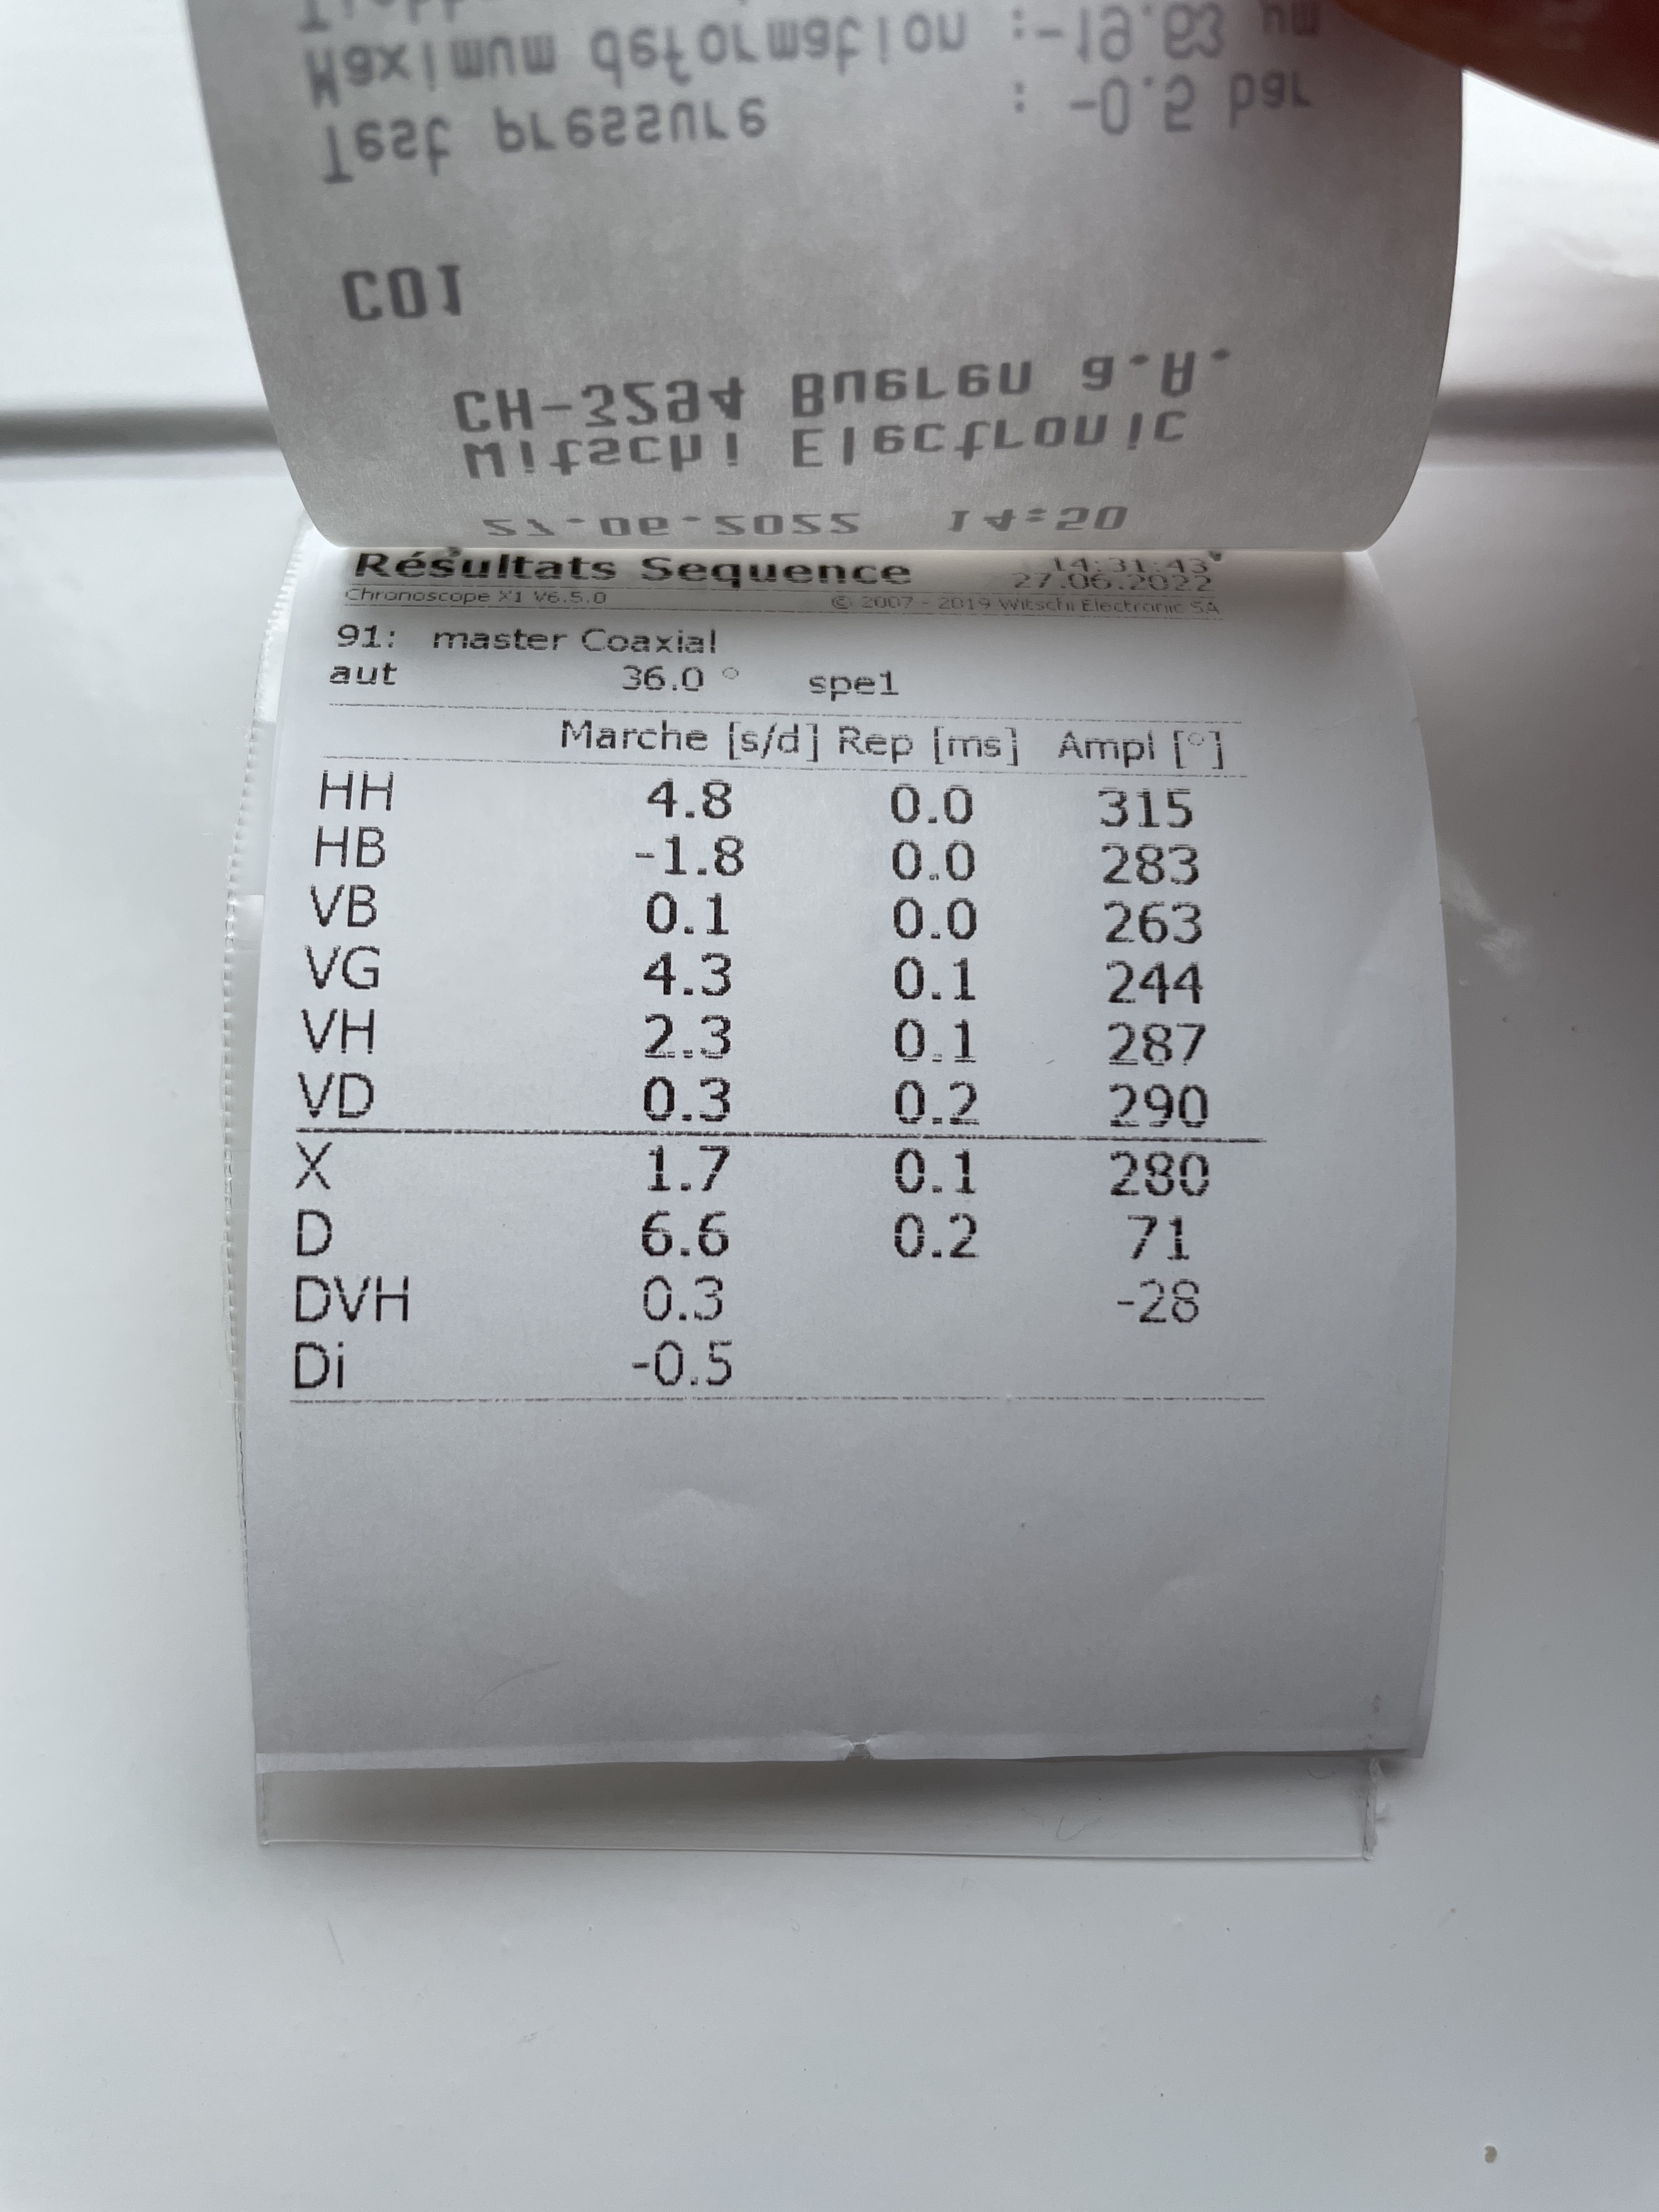 Maximum deformation :-19.63 um
Test pressure : -0.5 bar
C01
CH-3294 Bueren a.A.
Witschi Electronic
27.06.2022 14:20
Résultats Sequence 14:31:43
27.06.2022
Chronoscope X1 V6.5.0 © 2007 - 2019 Witschi Electronic SA
91: master Coaxial
aut 36.0 ° spe1
Marche [s/d] Rep [ms] Ampl [°]
HH 4.8 0.0 315
HB -1.8 0.0 283
VB 0.1 0.0 263
VG 4.3 0.1 244
VH 2.3 0.1 287
VD 0.3 0.2 290
X 1.7 0.1 280
D 6.6 0.2 71
DVH 0.3 -28
Di -0.5